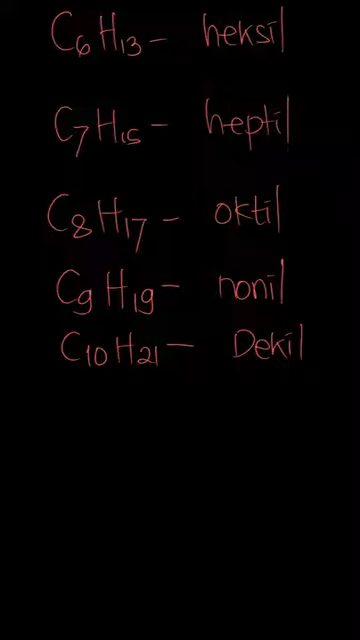 C₆H₁₃– heksil
C₇H₁₅– heptil
C₈H₁₇– oktil
C₉H₁₉– nonil
C₁₀H₂₁– Dekil